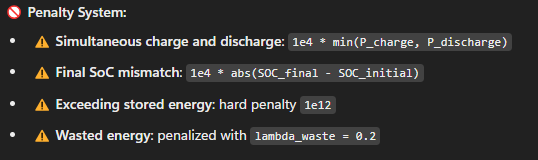 🚫 Penalty System:
• ⚠️ Simultaneous charge and discharge: 1e4 * min(P_charge, P_discharge)
• ⚠️ Final SoC mismatch: 1e4 * abs(SOC_final - SOC_initial)
• ⚠️ Exceeding stored energy: hard penalty 1e12
• ⚠️ Wasted energy: penalized with lambda_waste = 0.2